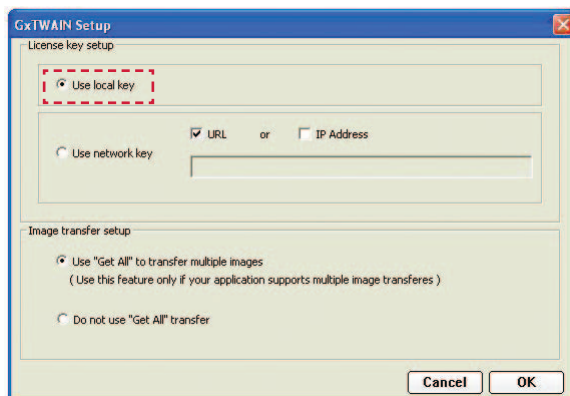 GxTWAIN Setup
License key setup
Use local key
URL or IP Address
Use network key
Image transfer setup
Use "Get All" to transfer multiple images
( Use this feature only if your application supports multiple image transferes )
Do not use "Get All" transfer
Cancel OK